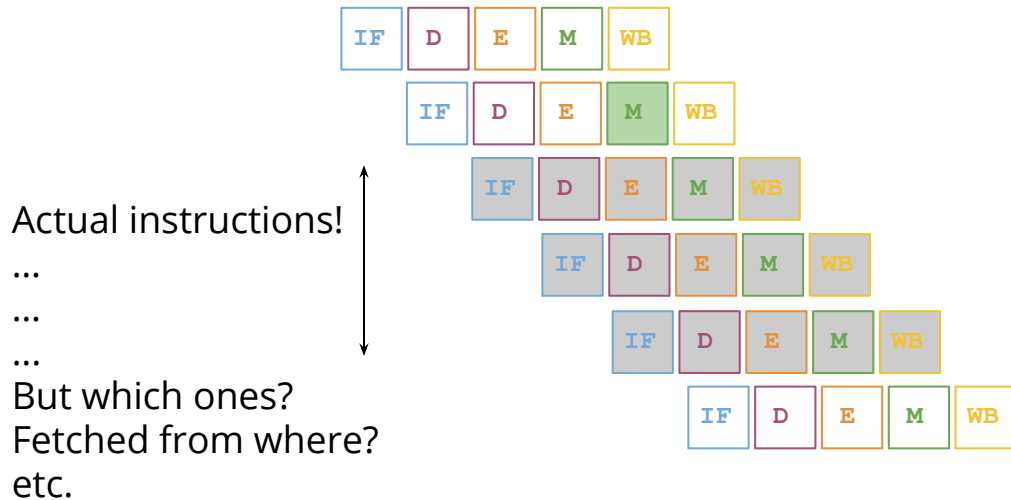 IF D E M WB
IF D E M WB
IF D E M WB
Actual instructions!
...
IF D E M WB
...
...
IF D E M WB
But which ones?
IF D E M WB
Fetched from where?
etc.